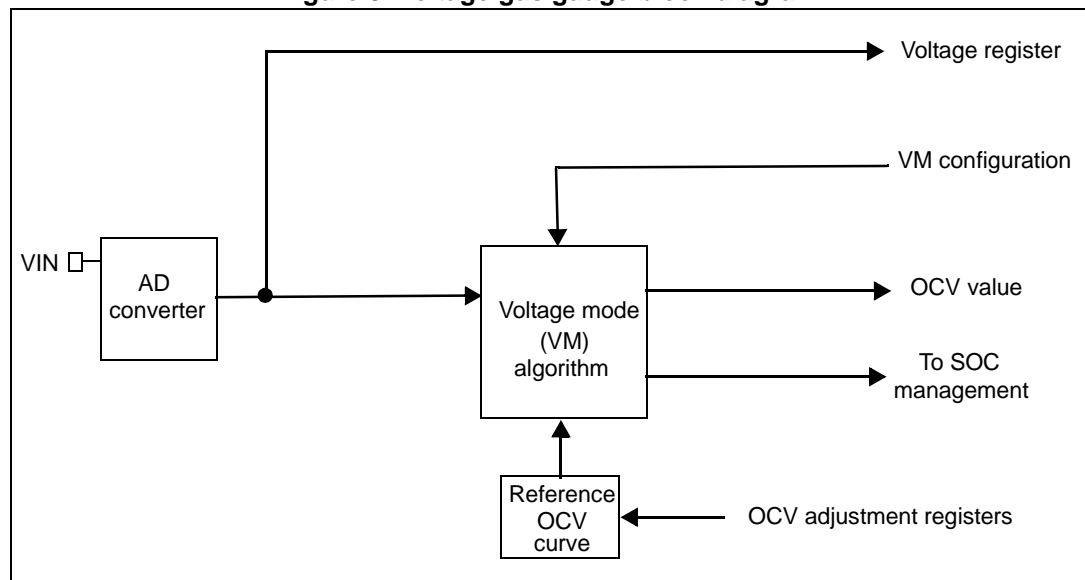 Voltage register
VM configuration
VIN
AD
converter
Voltage mode
(VM)
algorithm
OCV value
To SOC
management
Reference
OCV
curve
OCV adjustment registers